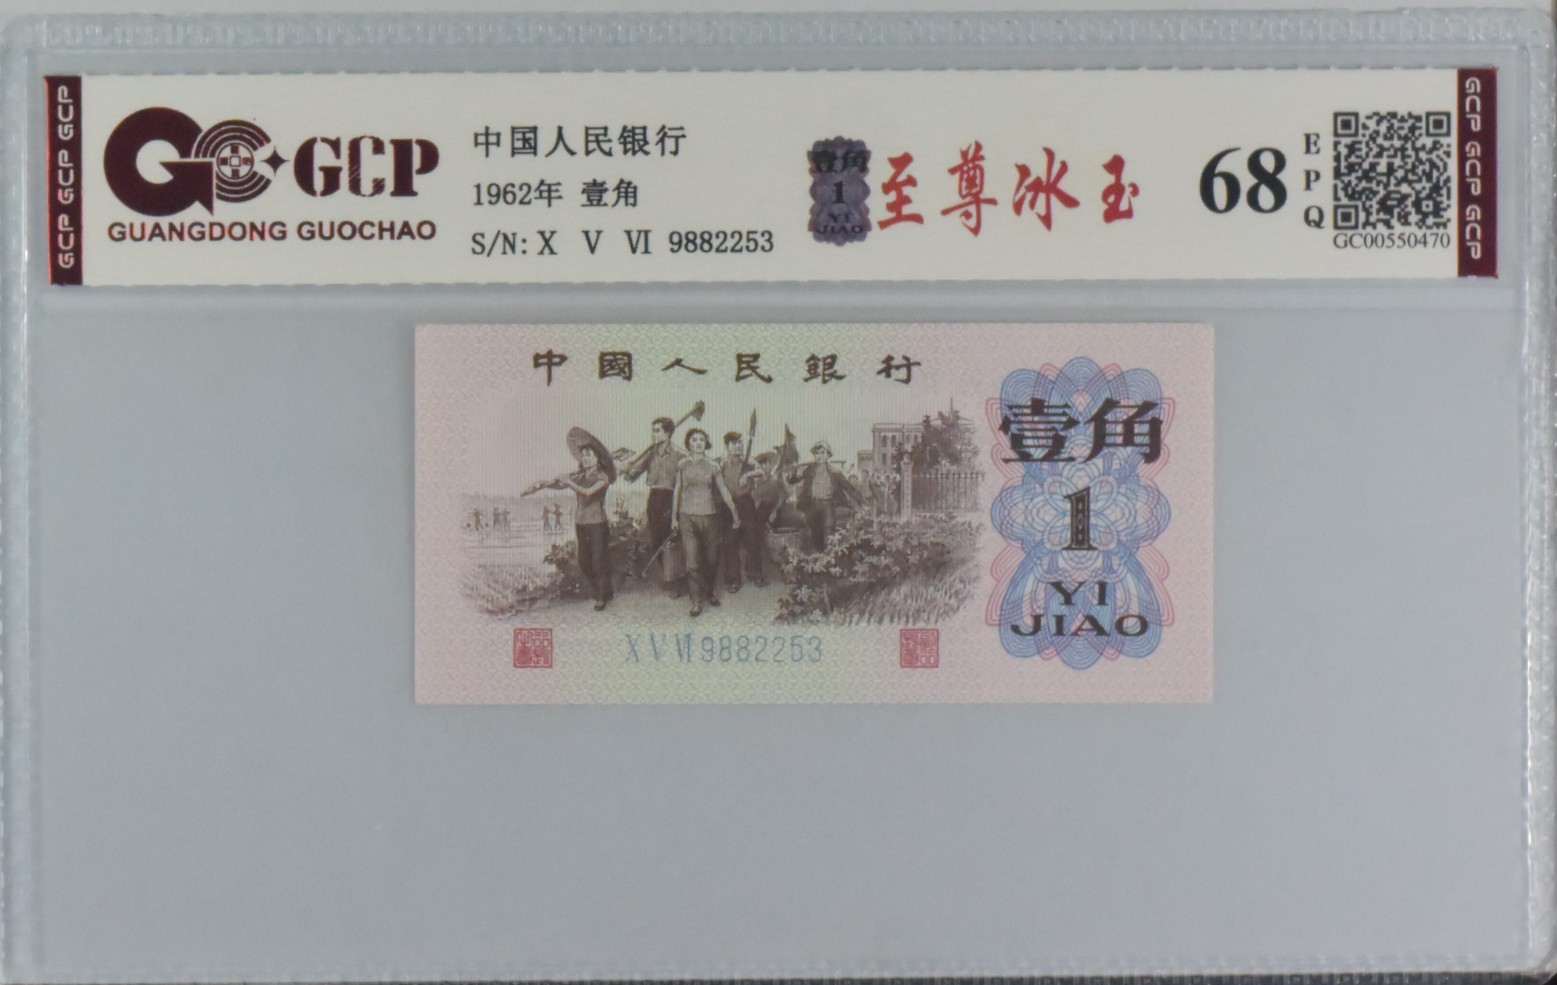 GCP GCP GCP
GCP
GUANGDONG GUOCHAO
中国人民银行
1962年 壹角
S/N: X V Ⅵ 9882253
壹角
1
YI
JIAO
至尊冰玉
68
EPQ
GC00550470
GCP GCP GCP
中國人民銀行
壹角
1
YI
JIAO
X V Ⅵ 9882253